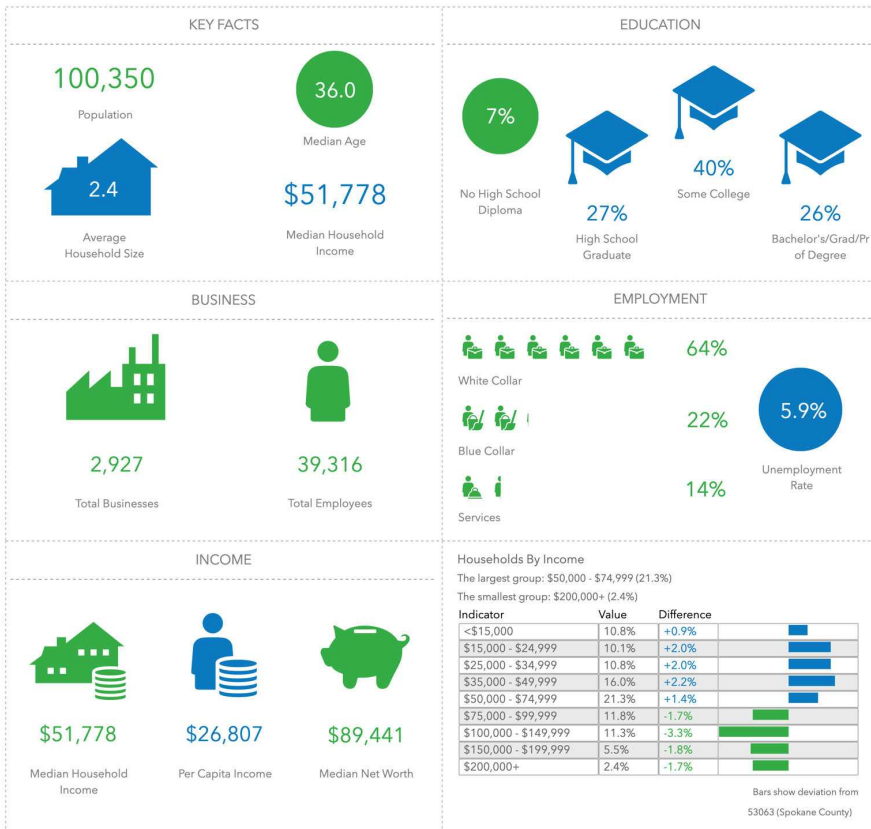 KEY FACTS
100,350
Population
36.0
Median Age
2.4
Average
Household Size
$51,778
Median Household
Income
EDUCATION
7%
No High School
Diploma
27%
High School
Graduate
40%
Some College
26%
Bachelor's/Grad/Pr
of Degree
BUSINESS
2,927
Total Businesses
39,316
Total Employees
EMPLOYMENT
64%
White Collar
22%
Blue Collar
14%
Services
5.9%
Unemployment
Rate
INCOME
$51,778
Median Household
Income
$26,807
Per Capita Income
$89,441
Median Net Worth
Households By Income
The largest group: $50,000 - $74,999 (21.3%)
The smallest group: $200,000+ (2.4%)
Indicator Value Difference
<$15,000 10.8% +0.9%
$15,000 - $24,999 10.1% +2.0%
$25,000 - $34,999 10.8% +2.0%
$35,000 - $49,999 16.0% +2.2%
$50,000 - $74,999 21.3% +1.4%
$75,000 - $99,999 11.8% -1.7%
$100,000 - $149,999 11.3% -3.3%
$150,000 - $199,999 5.5% -1.8%
$200,000+ 2.4% -1.7%
Bars show deviation from
53063 (Spokane County)